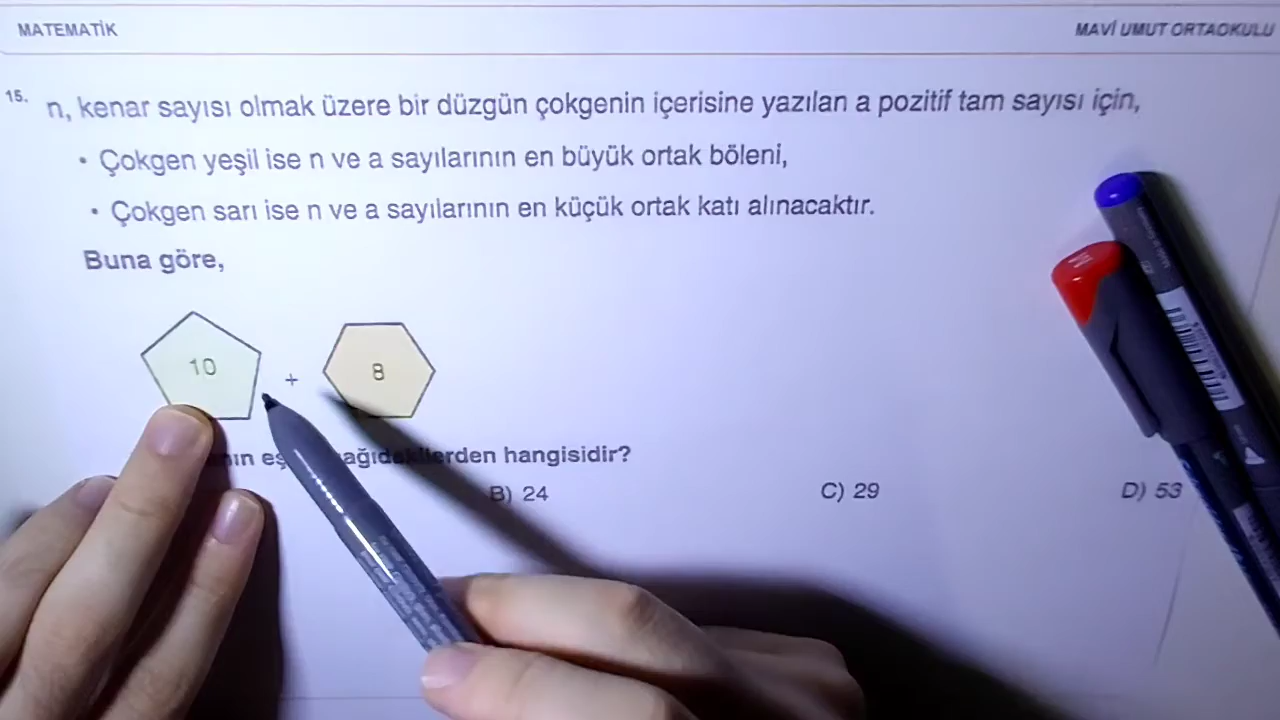 MATEMATİK
MAVİ UMUT ORTAOKULU
15. n, kenar sayısı olmak üzere bir düzgün çokgenin içerisine yazılan a pozitif tam sayısı için,
• Çokgen yeşil ise n ve a sayılarının en büyük ortak böleni,
• Çokgen sarı ise n ve a sayılarının en küçük ortak katı alınacaktır.
Buna göre,
10 + 8
hangisidir?
B) 24 C) 29 D) 53